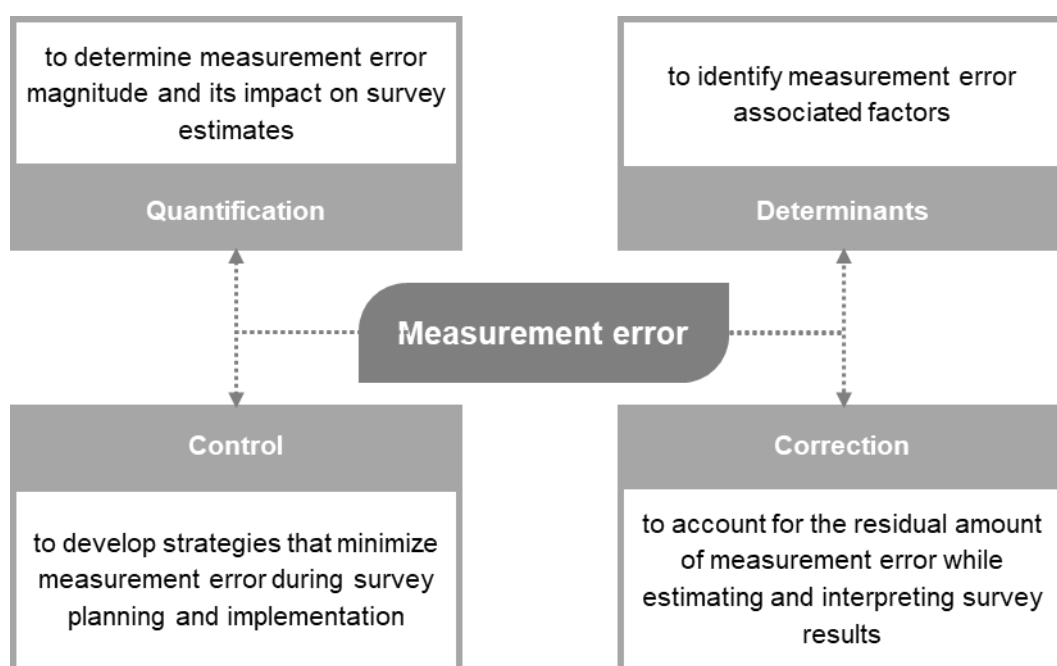 to determine measurement error
magnitude and its impact on survey
estimates
Quantification
to identify measurement error
associated factors
Determinants
Measurement error
Control
to develop strategies that minimize
measurement error during survey
planning and implementation
Correction
to account for the residual amount
of measurement error while
estimating and interpreting survey
results